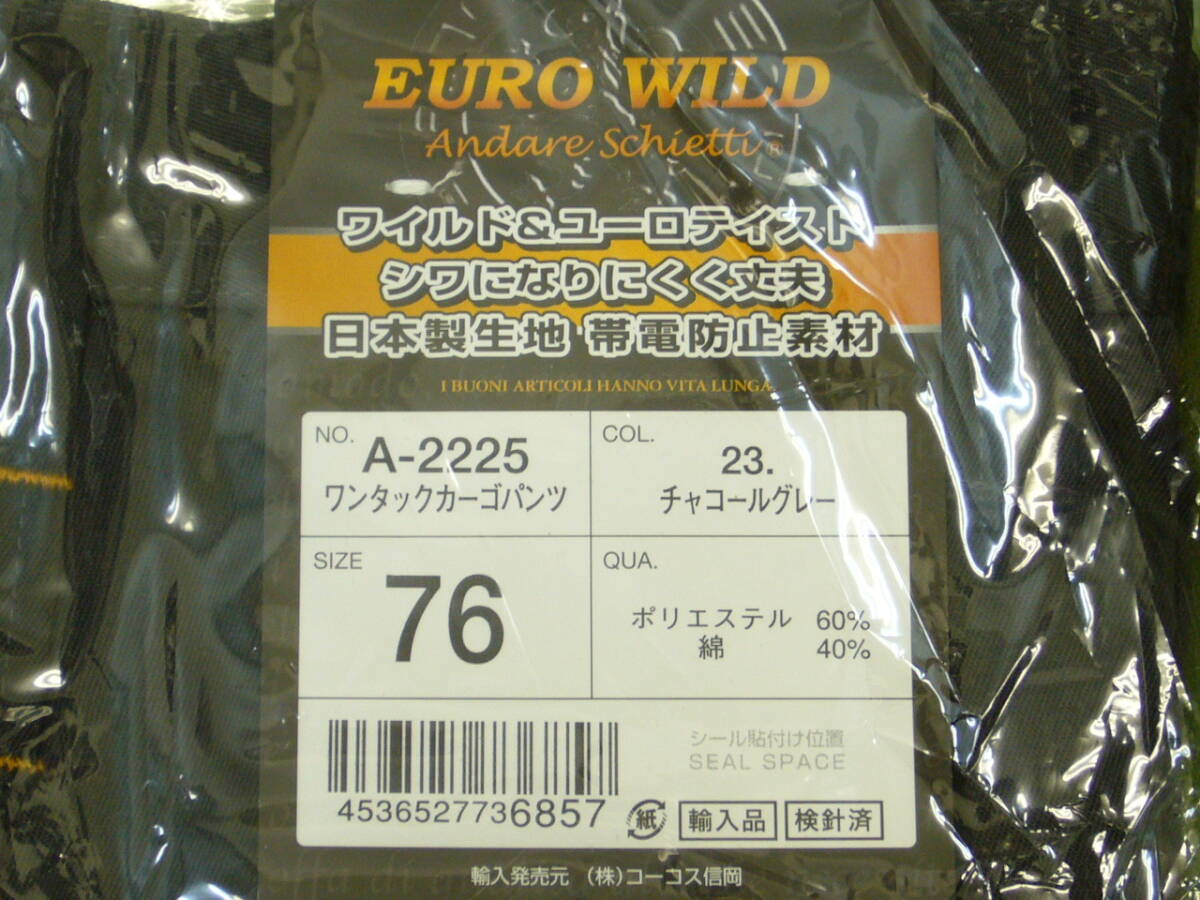 EURO WILD
Andare Schietti®
ワイルド&ユーロテイスト
シワになりにくく丈夫
日本製生地・帯電防止素材
I BUONI ARTICOLI HANNO VITA LUNGA
NO. A-2225
ワンタックカーゴパンツ
COL. 23.
チャコールグレー
SIZE 76
QUA.
ポリエステル 60%
綿 40%
シール貼付け位置
SEAL SPACE
4536527736857
紙 輸入品 検針済
輸入発売元 (株)コーコス信岡